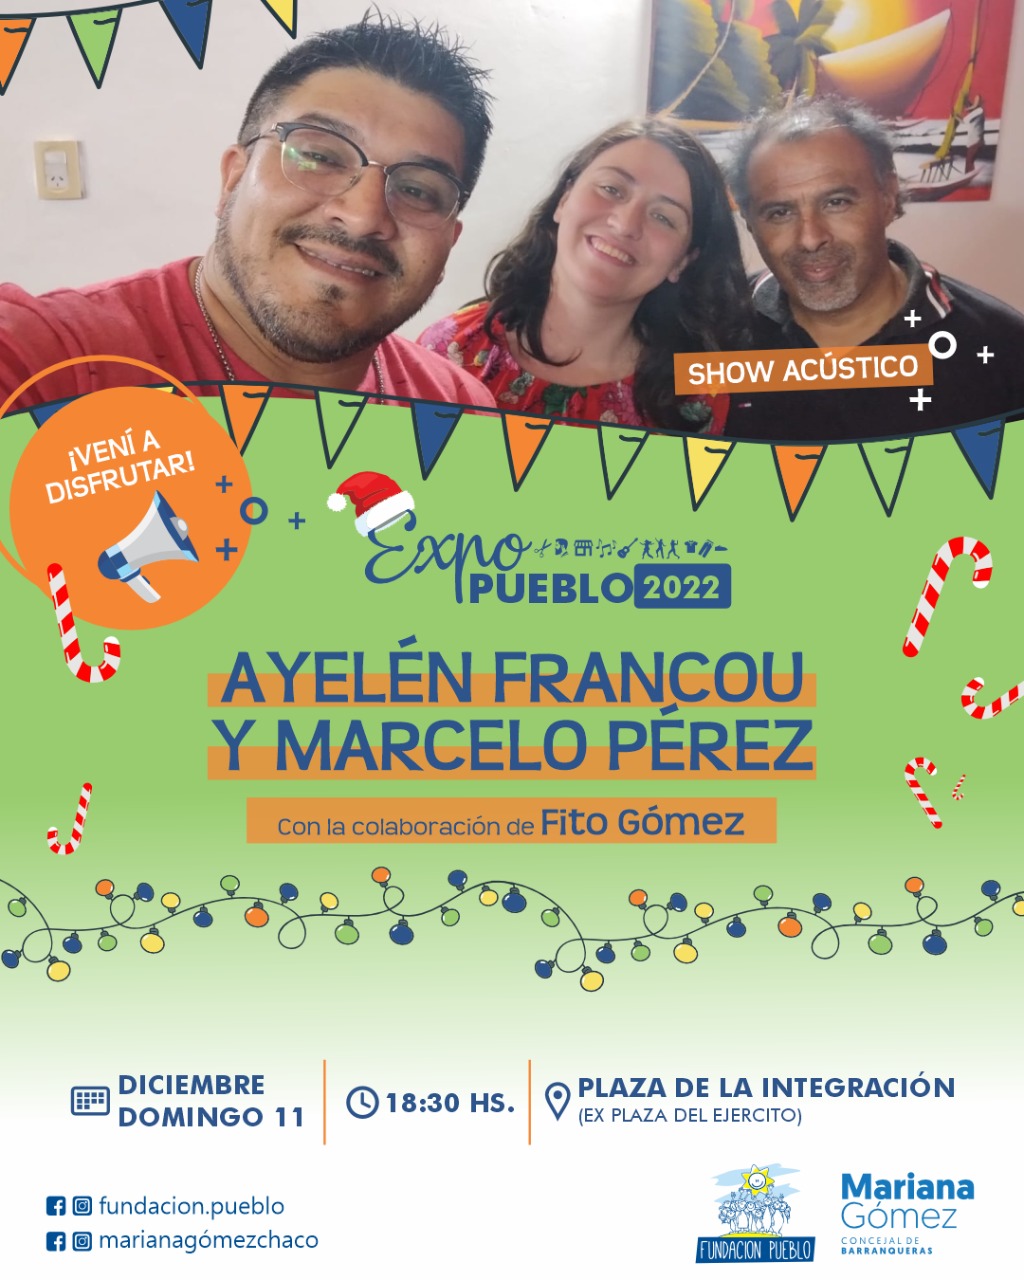 SHOW ACÚSTICO
¡VENÍ A
DISFRUTAR!
Expo
PUEBLO 2022
AYELÉN FRANCOU
Y MARCELO PÉREZ
Con la colaboración de Fito Gómez
DICIEMBRE
DOMINGO 11
18:30 HS.
PLAZA DE LA INTEGRACIÓN
(EX PLAZA DEL EJERCITO)
fundacion.pueblo
marianagómezchaco
FUNDACION PUEBLO
Mariana
Gómez
CONCEJAL DE
BARRANQUERAS